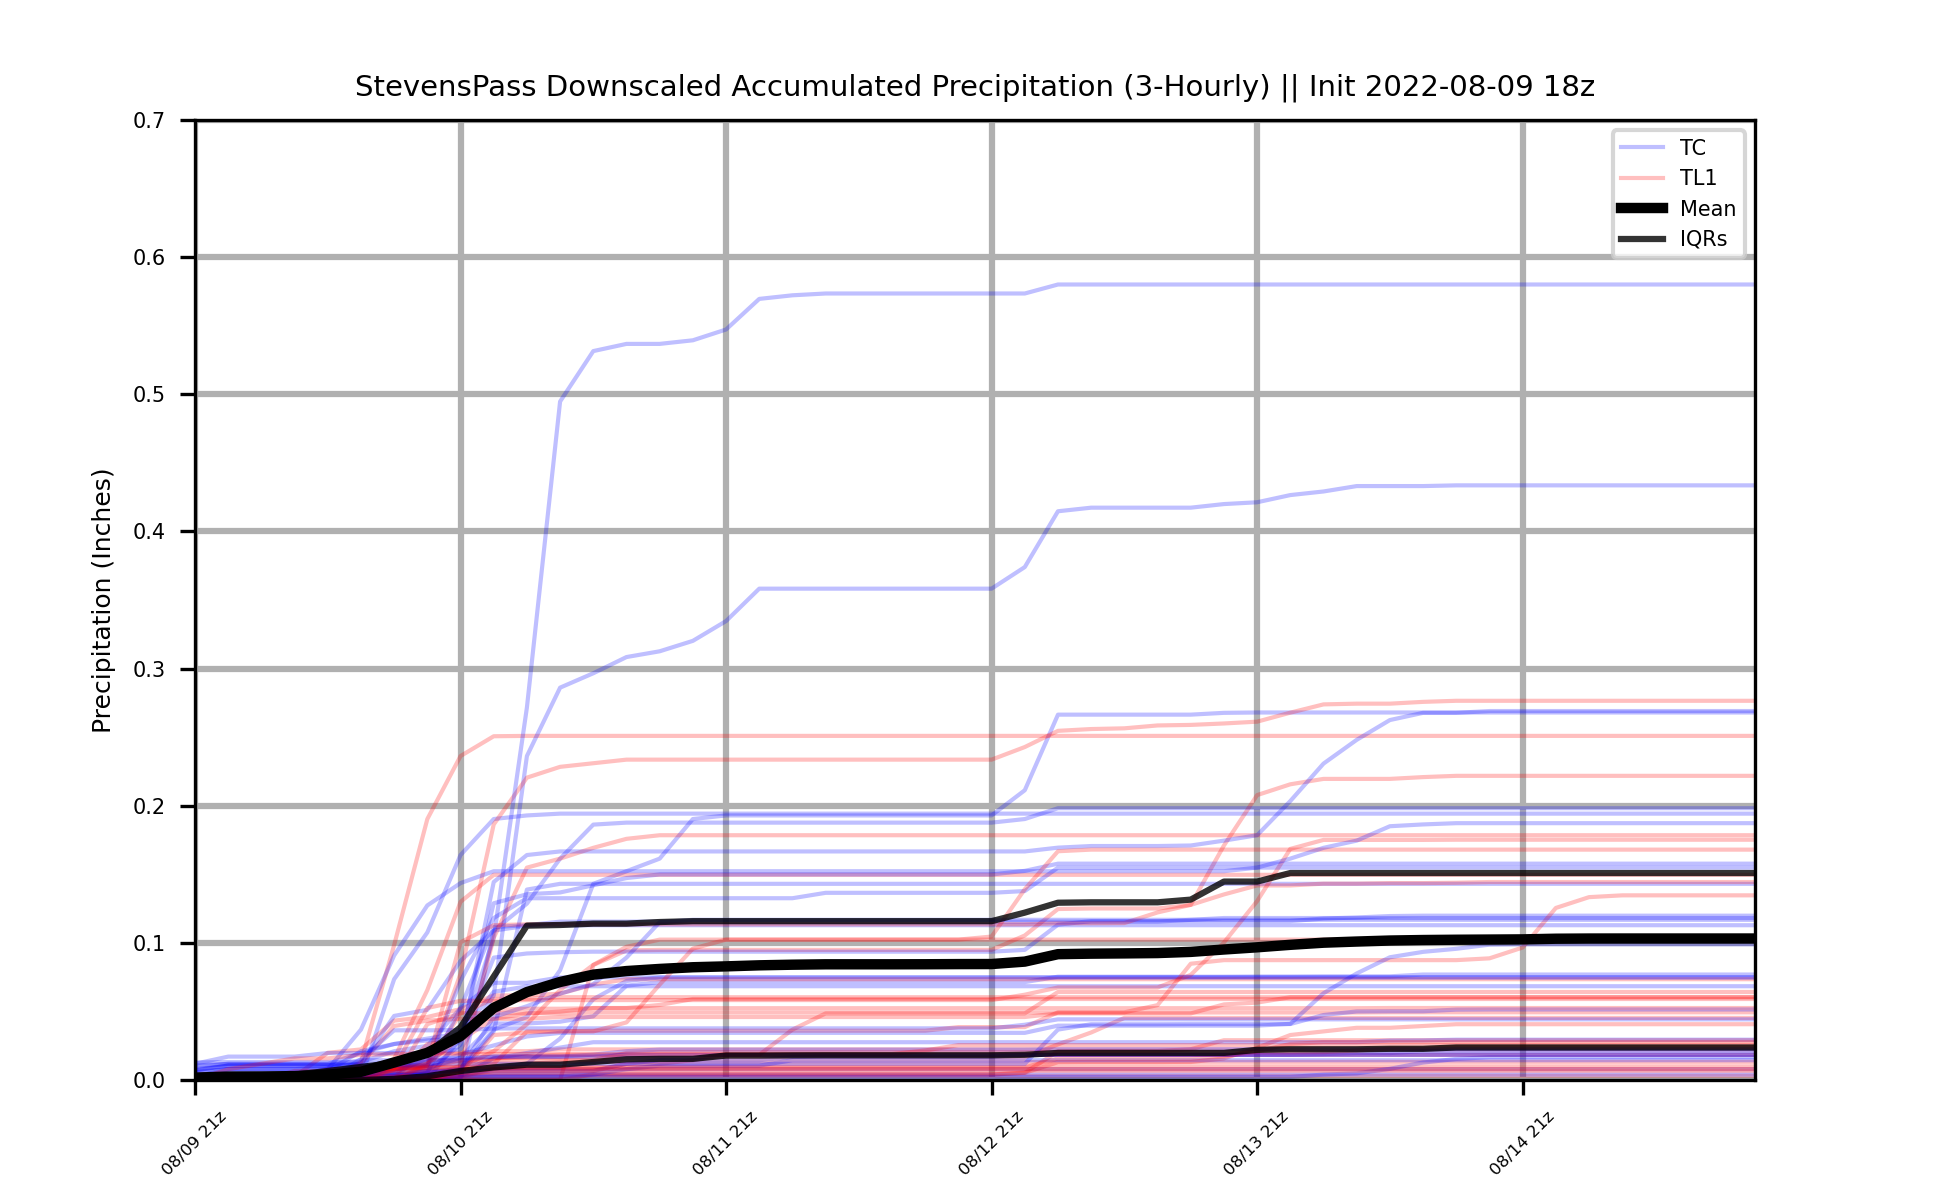 StevensPass Downscaled Accumulated Precipitation (3-Hourly) || Init 2022-08-09 18z
TC
TL1
Mean
IQRs
Precipitation (Inches)
0.7
0.6
0.5
0.4
0.3
0.2
0.1
0.0
08/09 21z
08/10 21z
08/11 21z
08/12 21z
08/13 21z
08/14 21z